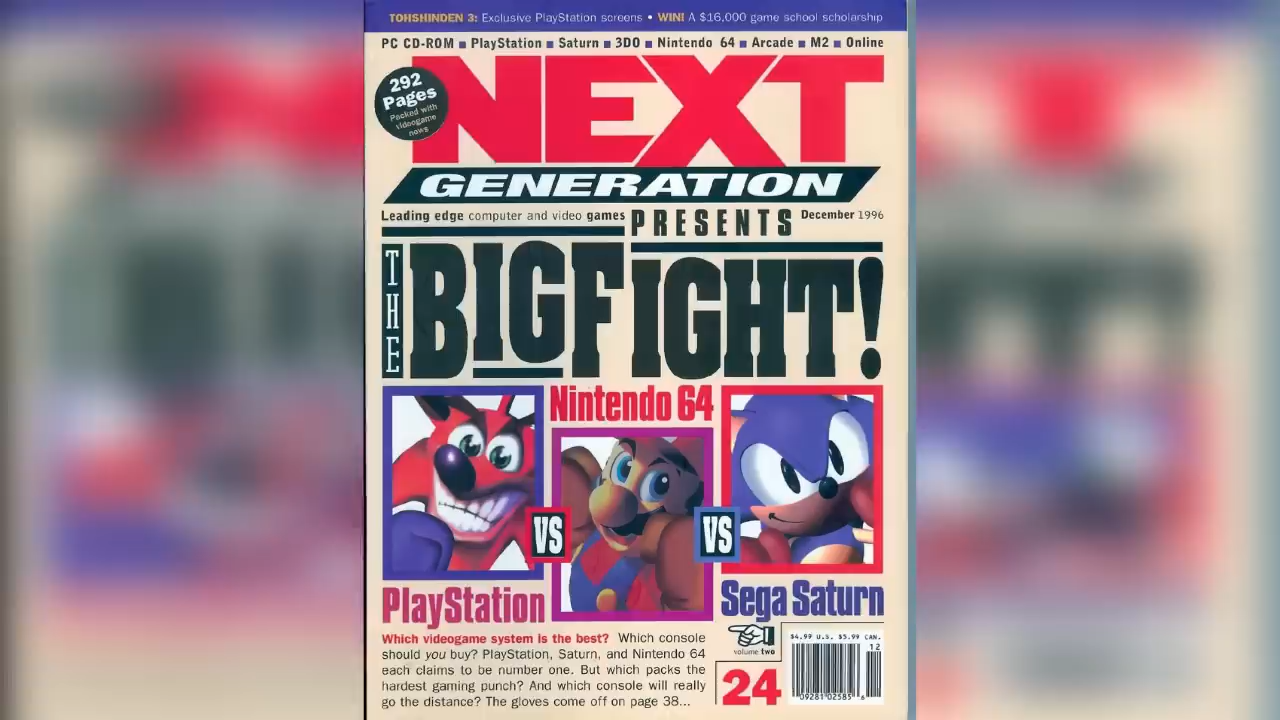 TOHSHINDEN 3: Exclusive PlayStation screens • WIN! A $16,000 game school scholarship
PC CD-ROM ■ PlayStation ■ Saturn ■ 3DO ■ Nintendo 64 ■ Arcade ■ M2 ■ Online
292
Pages
Packed with
videogame
news
NEXT
GENERATION
Leading edge computer and video games
PRESENTS
December 1996
THE
BIG FIGHT!
Nintendo 64
VS
VS
PlayStation
Sega Saturn
Which videogame system is the best? Which console
should you buy? PlayStation, Saturn, and Nintendo 64
each claims to be number one. But which packs the
hardest gaming punch? And which console will really
go the distance? The gloves come off on page 38...
volume two
24
$4.99 U.S. $5.99 CAN.
12
09281 02585 6